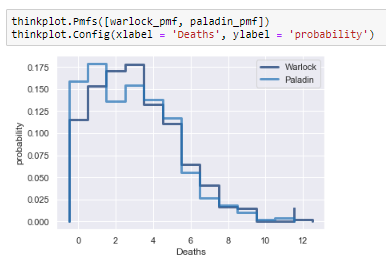 thinkplot.Pmfs([warlock_pmf, paladin_pmf])
thinkplot.Config(xlabel = 'Deaths', ylabel = 'probability')
Warlock
Paladin
0.175
0.150
0.125
0.100
0.075
0.050
0.025
0.000
probability
0 2 4 6 8 10 12
Deaths